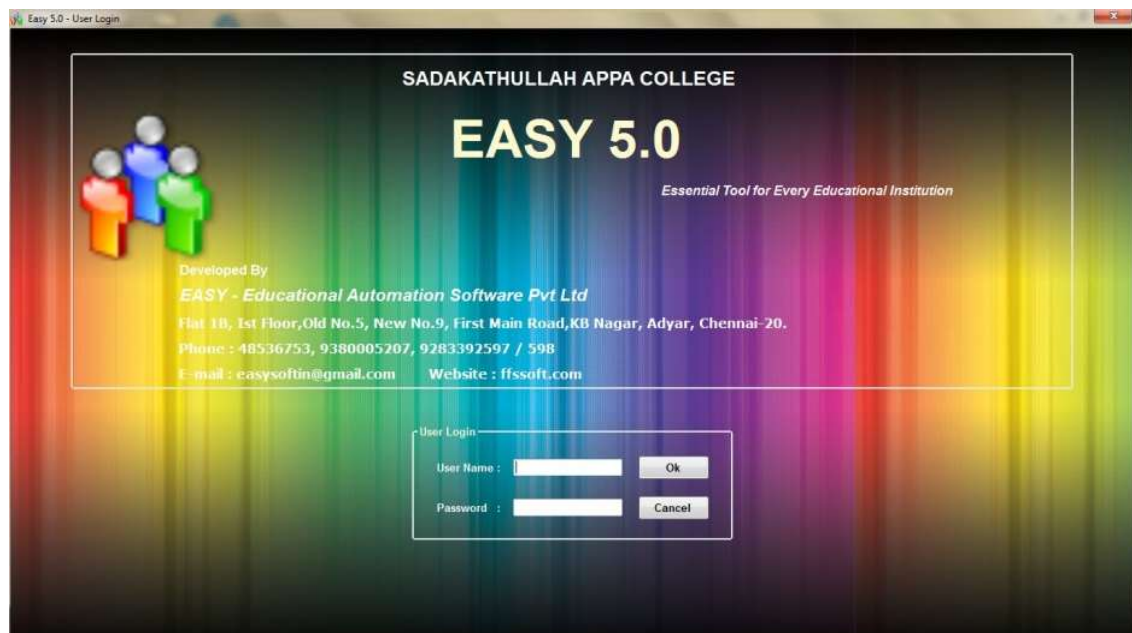 Easy 5.0 - User Login
SADAKATHULLAH APPA COLLEGE
EASY 5.0
Essential Tool for Every Educational Institution
Developed By
EASY - Educational Automation Software Pvt Ltd
Flat 1B, Ist Floor,Old No.5, New No.9, First Main Road,KB Nagar, Adyar, Chennai-20.
Phone : 48536753, 9380005207, 9283392597 / 598
E-mail : easysoftin@gmail.com Website : ffssoft.com
User Login
User Name : Ok
Password : Cancel